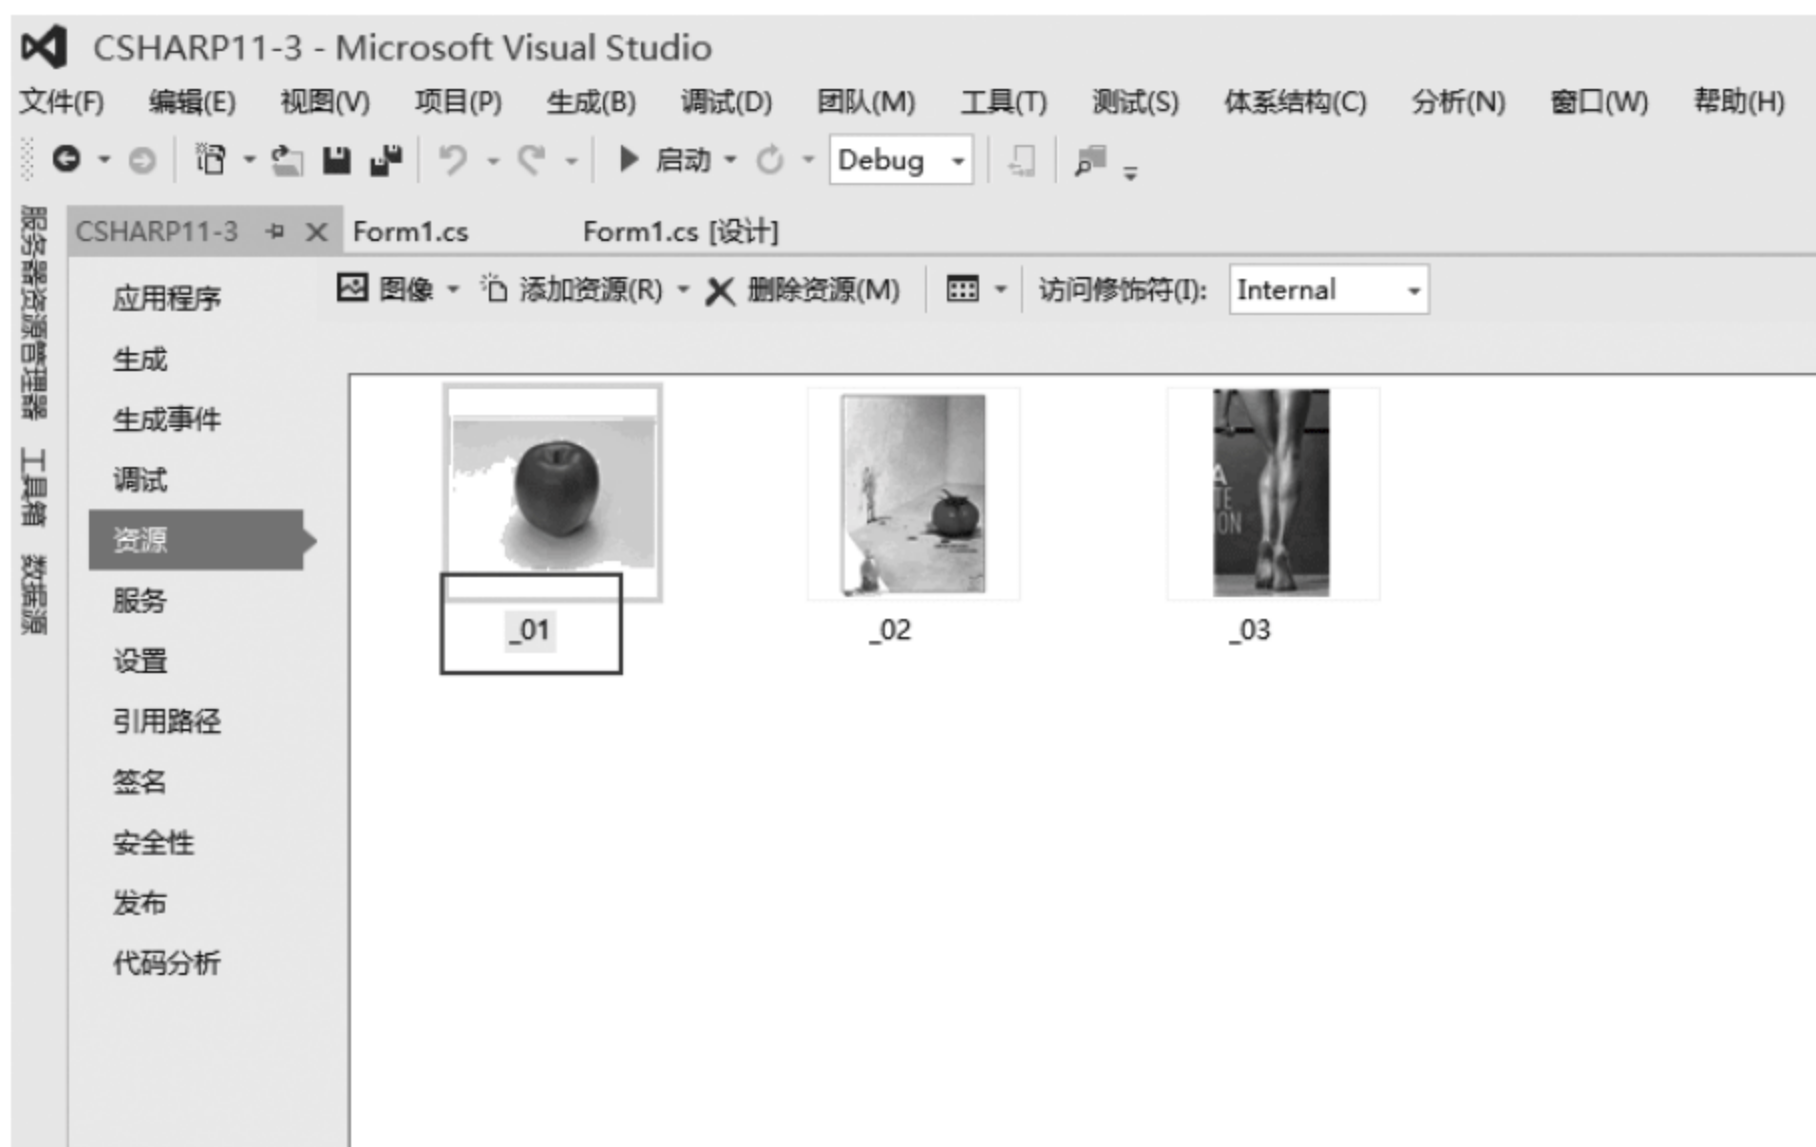 CSHARP11-3 - Microsoft Visual Studio
文件(F) 编辑(E) 视图(V) 项目(P) 生成(B) 调试(D) 团队(M) 工具(T) 测试(S) 体系结构(C) 分析(N) 窗口(W) 帮助(H)
启动 Debug
服务器资源管理器
工具箱
数据源
CSHARP11-3 Form1.cs Form1.cs [设计]
图像 添加资源(R) 删除资源(M) 访问修饰符(I): Internal
应用程序
生成
生成事件
调试
资源
服务
设置
引用路径
签名
安全性
发布
代码分析
A
TE
ON
_01 _02 _03